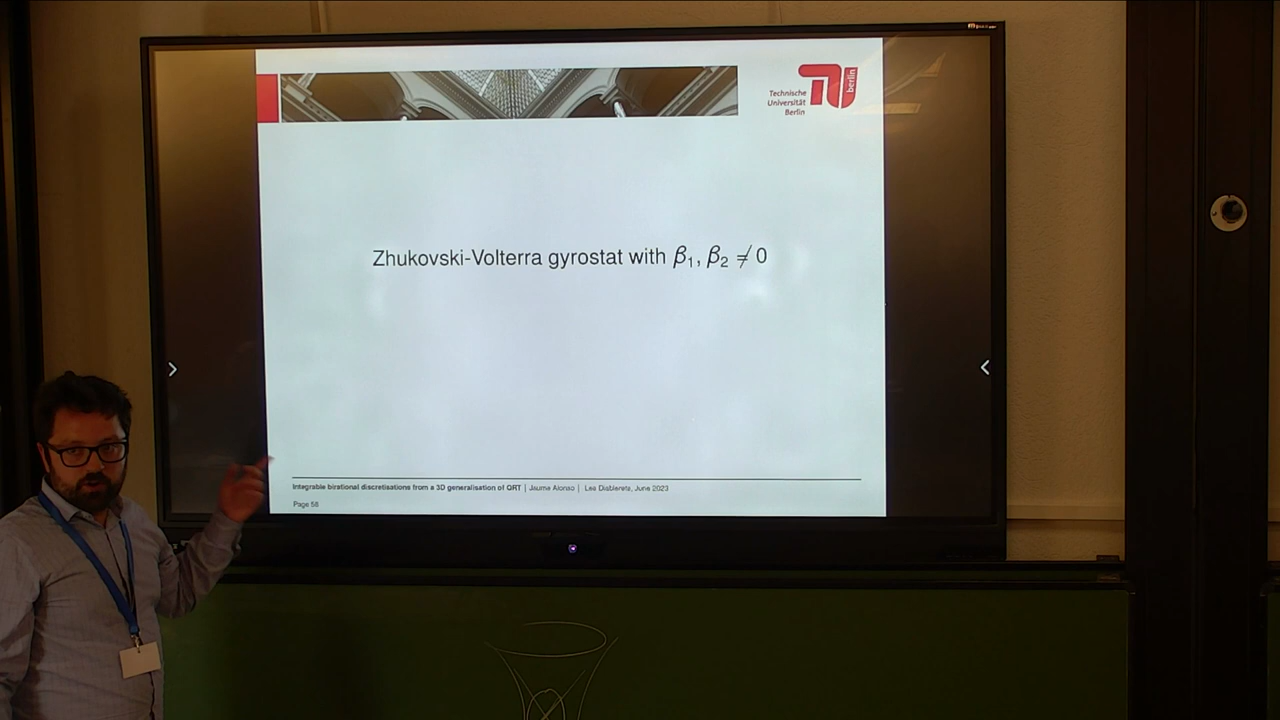 Technische
Universität
Berlin
berlin
Zhukovski-Volterra gyrostat with β₁, β₂ ≠ 0
Integrable birational discretisations from a 3D generalisation of QRT | Jaume Alonso | Les Diablerets, June 2023
Page 58